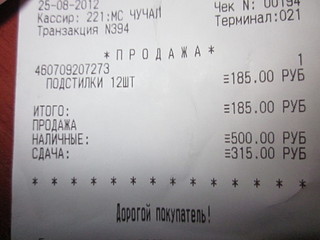 25-08-2012 Чек N: 00194
Кассир: 221:МС ЧУЧАЛ Терминал:021
Транзакция N394
*ПРОДАЖА*
460709207273 1
ПОДСТИЛКИ 12ШТ ≡185.00 РУБ
ИТОГО: ≡185.00 РУБ
ПРОДАЖА
НАЛИЧНЫЕ: ≡500.00 РУБ
СДАЧА: ≡315.00 РУБ
* * * * * * * * * * * * * * * * * *
Дорогой покупатель!